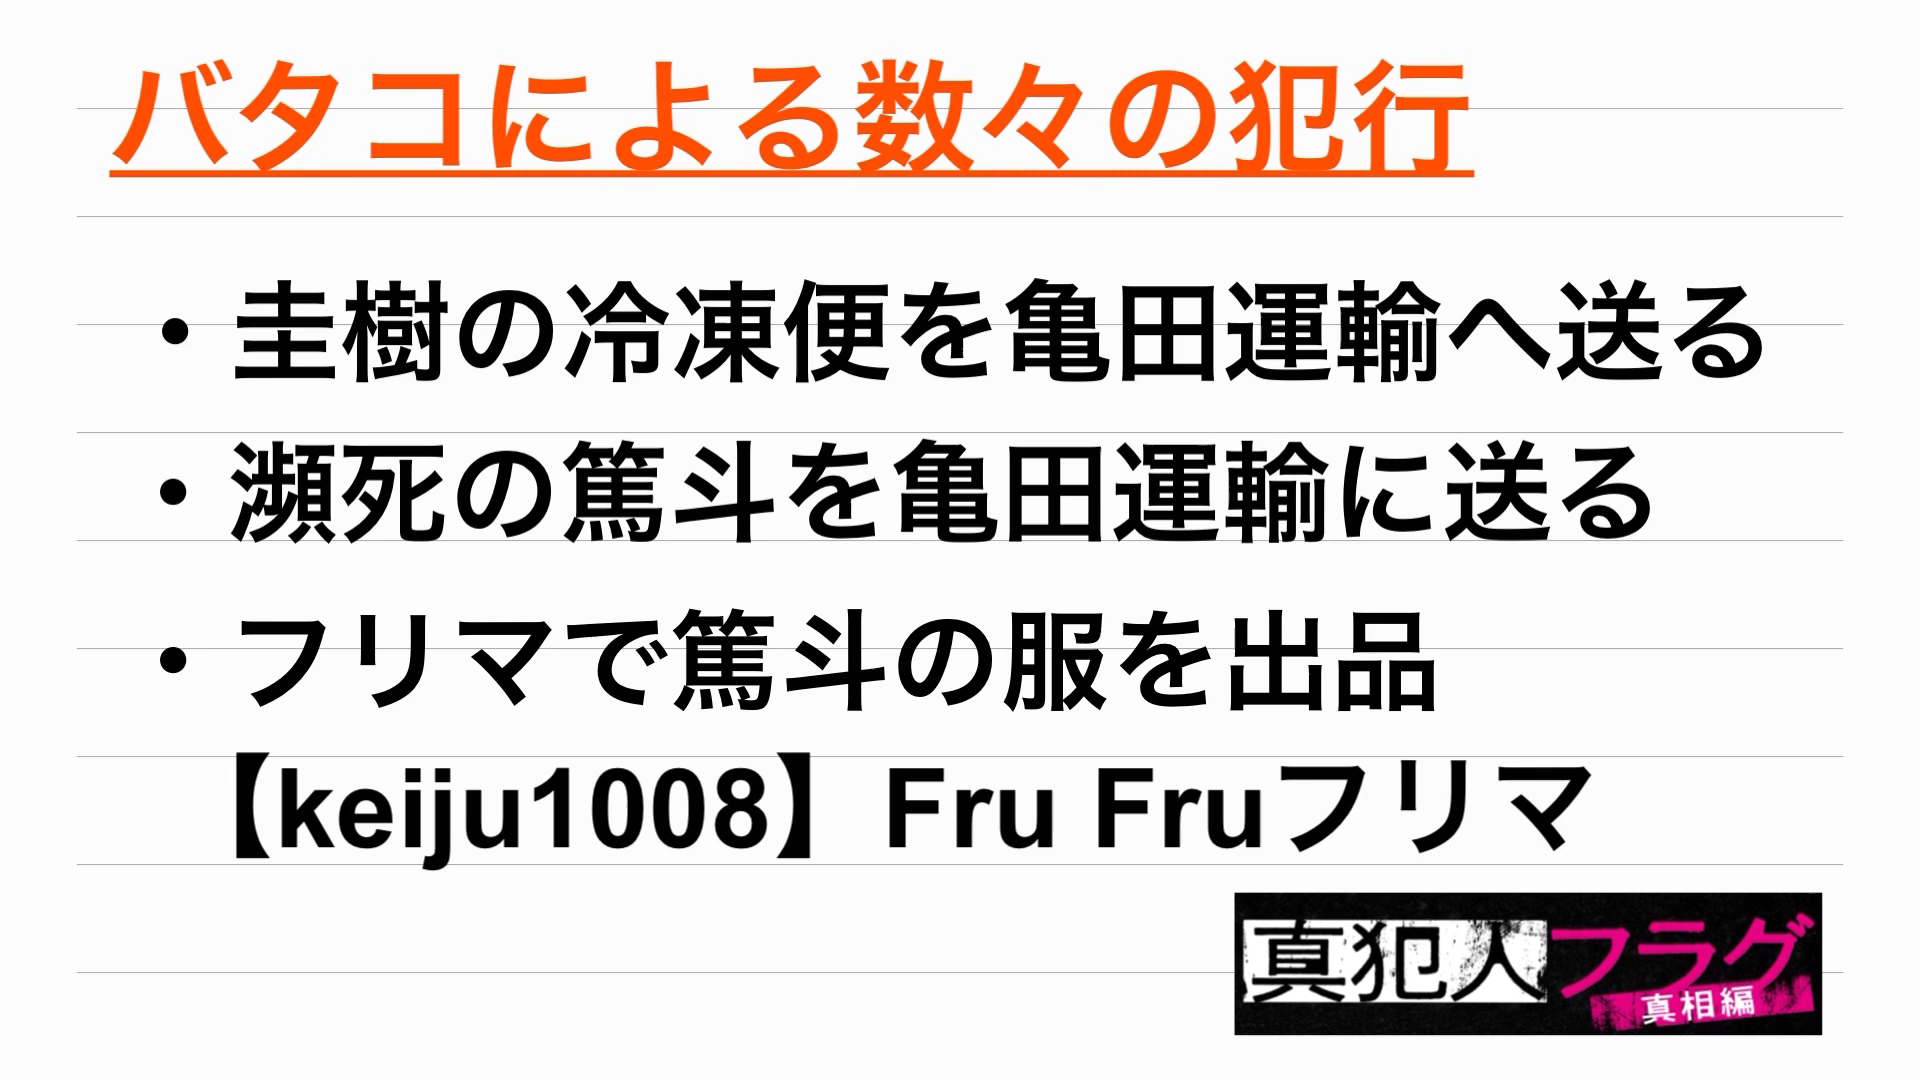 バタコによる数々の犯行
・圭樹の冷凍便を亀田運輸へ送る
・瀕死の篤斗を亀田運輸に送る
・フリマで篤斗の服を出品
【keiju1008】Fru Fruフリマ
真犯人フラグ
真相編